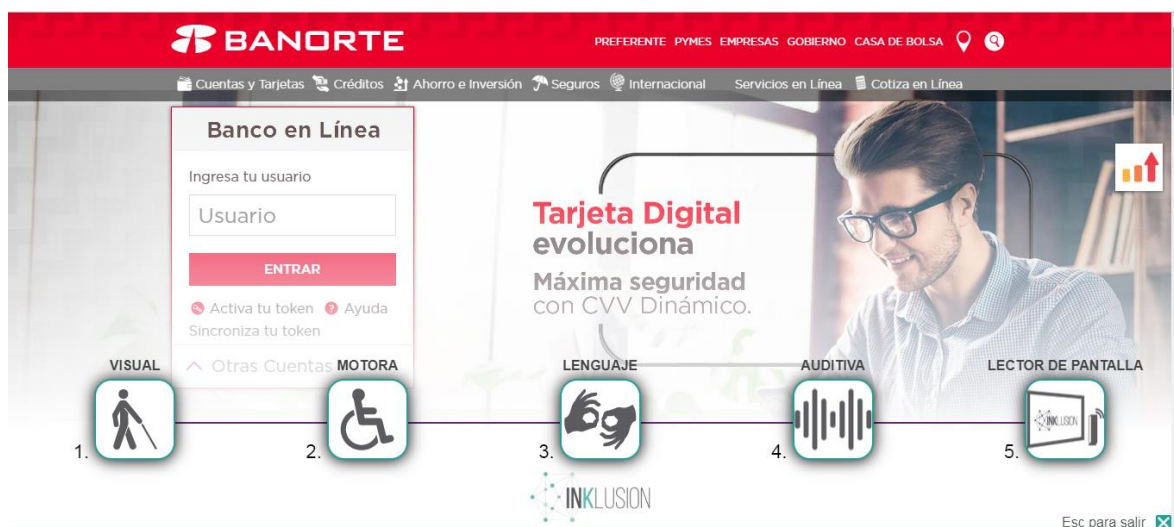 BANORTE
PREFERENTE PYMES EMPRESAS GOBIERNO CASA DE BOLSA
Cuentas y Tarjetas Créditos Ahorro e Inversión Seguros Internacional Servicios en Línea Cotiza en Línea
Banco en Línea
Ingresa tu usuario
Usuario
ENTRAR
Activa tu token Ayuda
Sincroniza tu token
Otras Cuentas
Tarjeta Digital
evoluciona
Máxima seguridad
con CVV Dinámico.
VISUAL MOTORA LENGUAJE AUDITIVA LECTOR DE PANTALLA
INKLUSION
1. 2. 3. 4. 5.
INKLUSION
Esc para salir